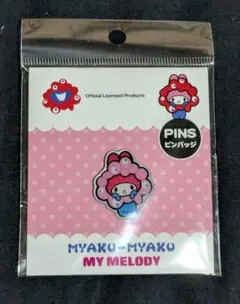 Official Licensed Products
PINS
ピンバッジ
MYAKU-MYAKU
MY MELODY